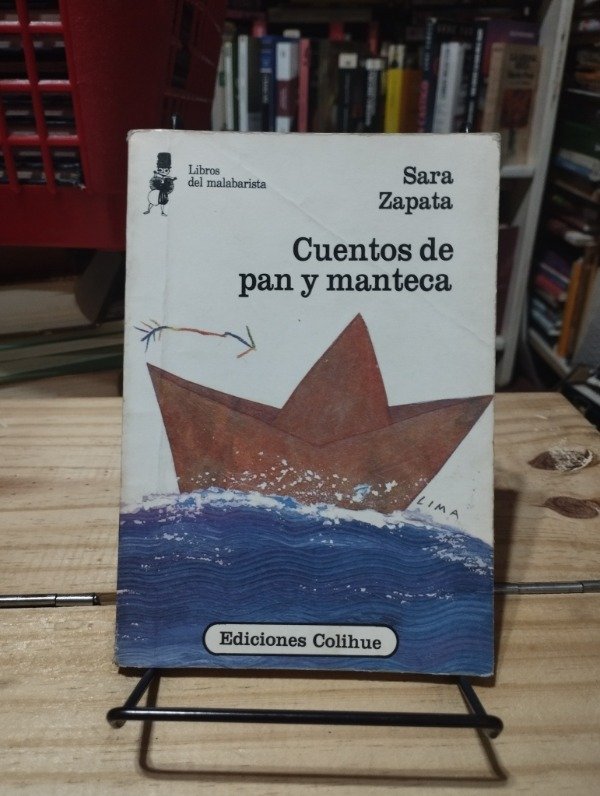 Libros
del malabarista
Sara
Zapata
Cuentos de
pan y manteca
LIMA
Ediciones Colihue